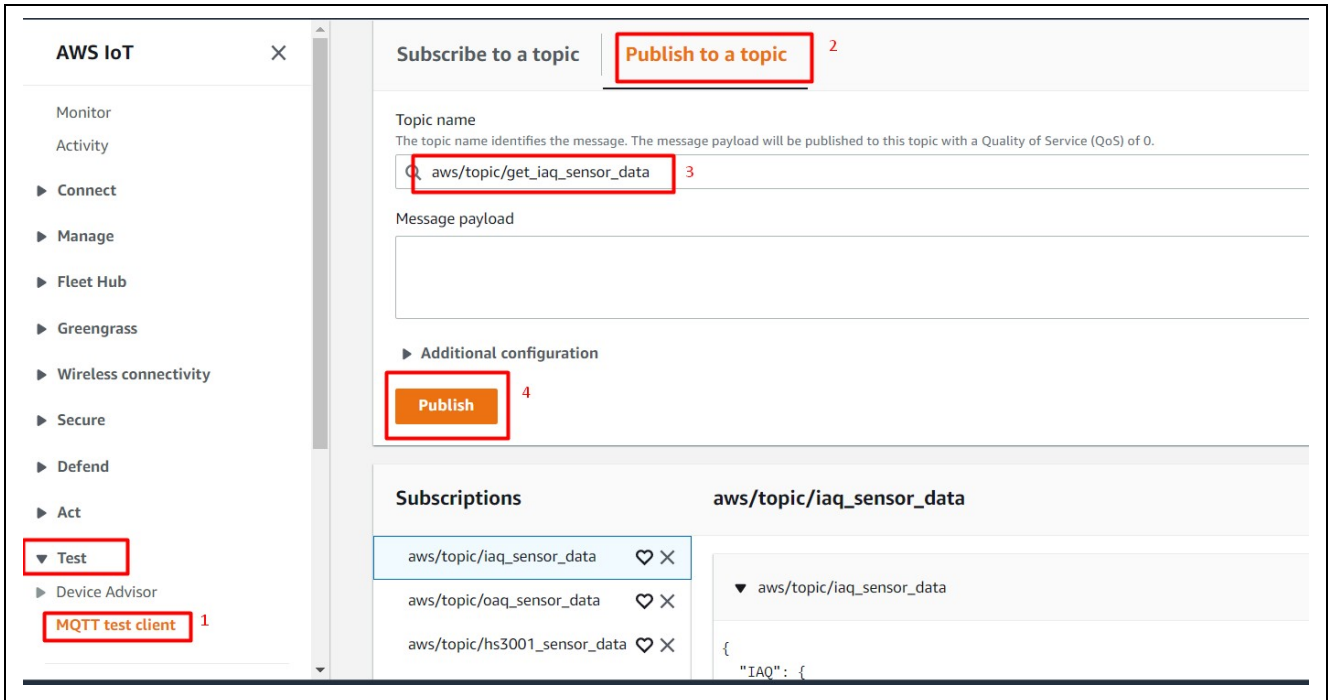 AWS IoT
Monitor
Activity
Connect
Manage
Fleet Hub
Greengrass
Wireless connectivity
Secure
Defend
Act
Test
Device Advisor
MQTT test client 1
Subscribe to a topic
Publish to a topic 2
Topic name
The topic name identifies the message. The message payload will be published to this topic with a Quality of Service (QoS) of 0.
aws/topic/get_iaq_sensor_data 3
Message payload
Additional configuration
Publish 4
Subscriptions
aws/topic/iaq_sensor_data
aws/topic/oaq_sensor_data
aws/topic/hs3001_sensor_data
aws/topic/iaq_sensor_data
aws/topic/iaq_sensor_data
{
"IAQ": {